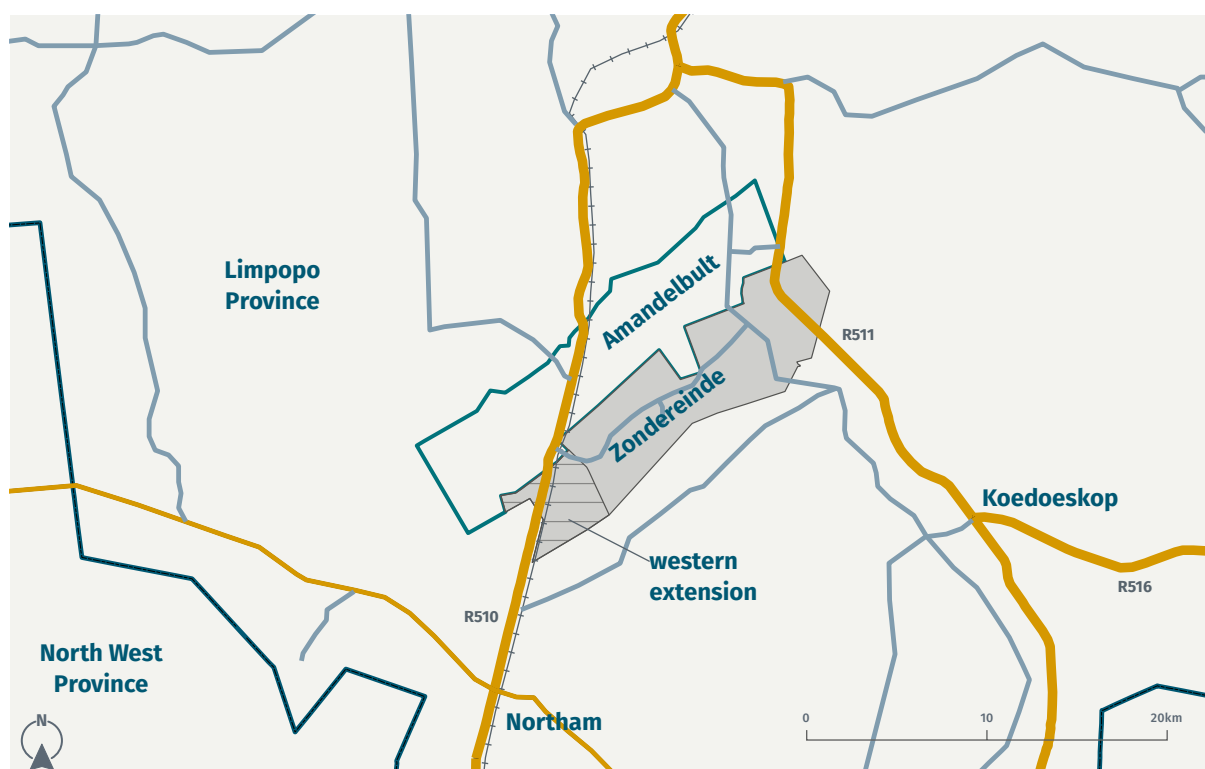 Limpopo
Province
Amandelbult
R511
Zondereinde
Koedoeskop
western
extension
R516
R510
North West
Province
Northam
N
0
10
20km